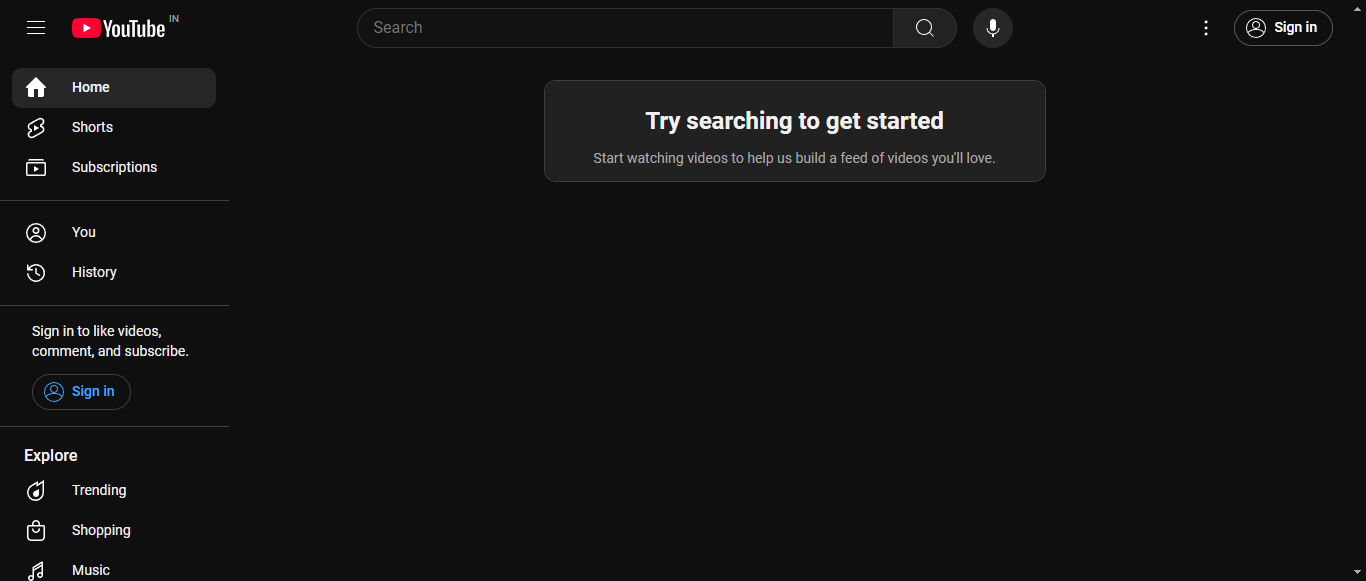 YouTube IN
Search
Sign in
Home
Shorts
Subscriptions
You
History
Sign in to like videos,
comment, and subscribe.
Sign in
Explore
Trending
Shopping
Music
Try searching to get started
Start watching videos to help us build a feed of videos you'll love.